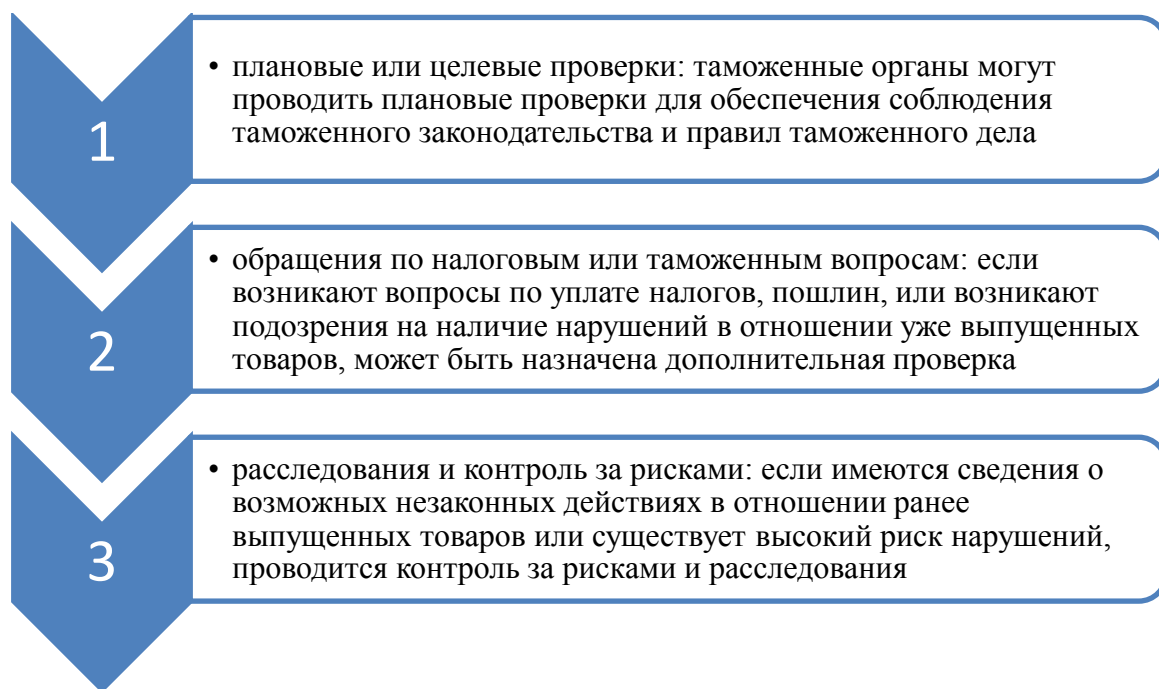 1
• плановые или целевые проверки: таможенные органы могут
проводить плановые проверки для обеспечения соблюдения
таможенного законодательства и правил таможенного дела
2
• обращения по налоговым или таможенным вопросам: если
возникают вопросы по уплате налогов, пошлин, или возникают
подозрения на наличие нарушений в отношении уже выпущенных
товаров, может быть назначена дополнительная проверка
3
• расследования и контроль за рисками: если имеются сведения о
возможных незаконных действиях в отношении ранее
выпущенных товаров или существует высокий риск нарушений,
проводится контроль за рисками и расследования